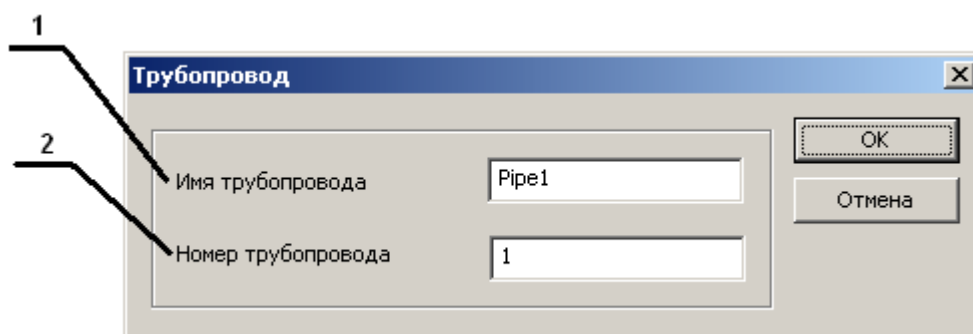 1
Трубопровод
OK
2
Имя трубопровода
Pipe1
Отмена
Номер трубопровода
1